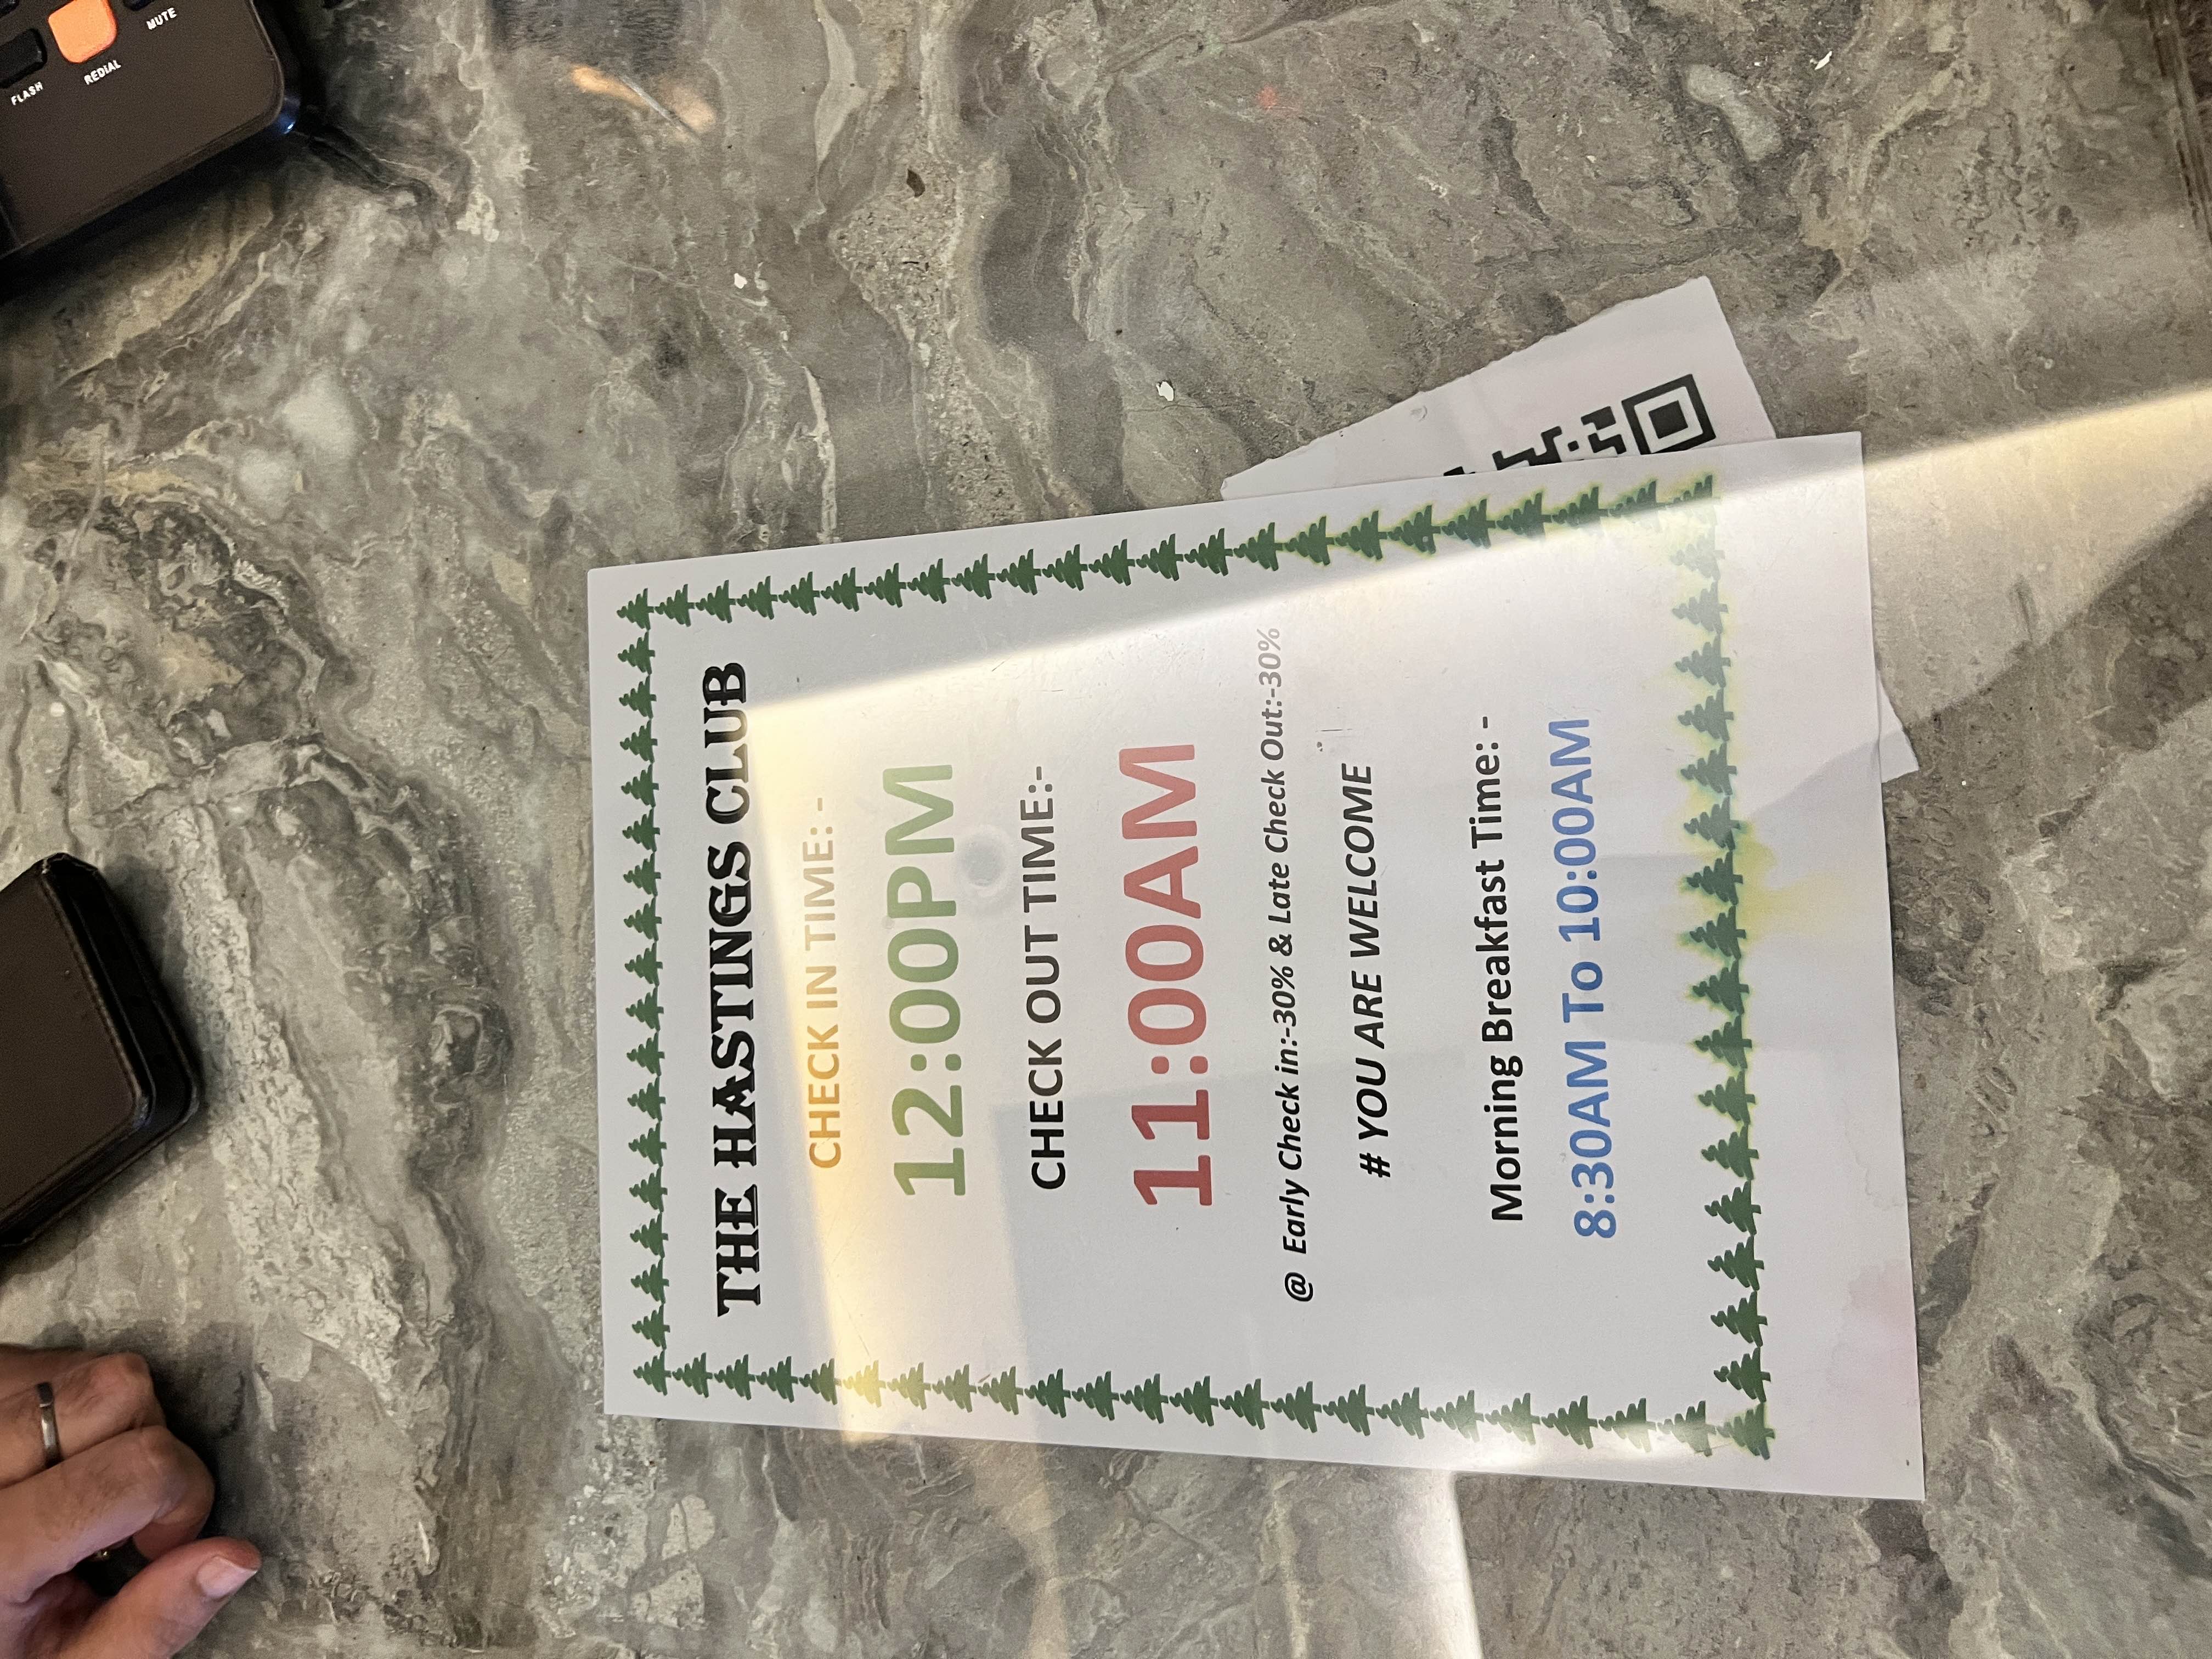 MUTE
REDIAL
FLASH
THE HASTINGS CLUB
CHECK IN TIME: -
12:00PM
CHECK OUT TIME:-
11:00AM
@ Early Check in:-30% & Late Check Out:-30%
# YOU ARE WELCOME
Morning Breakfast Time: -
8:30AM To 10:00AM